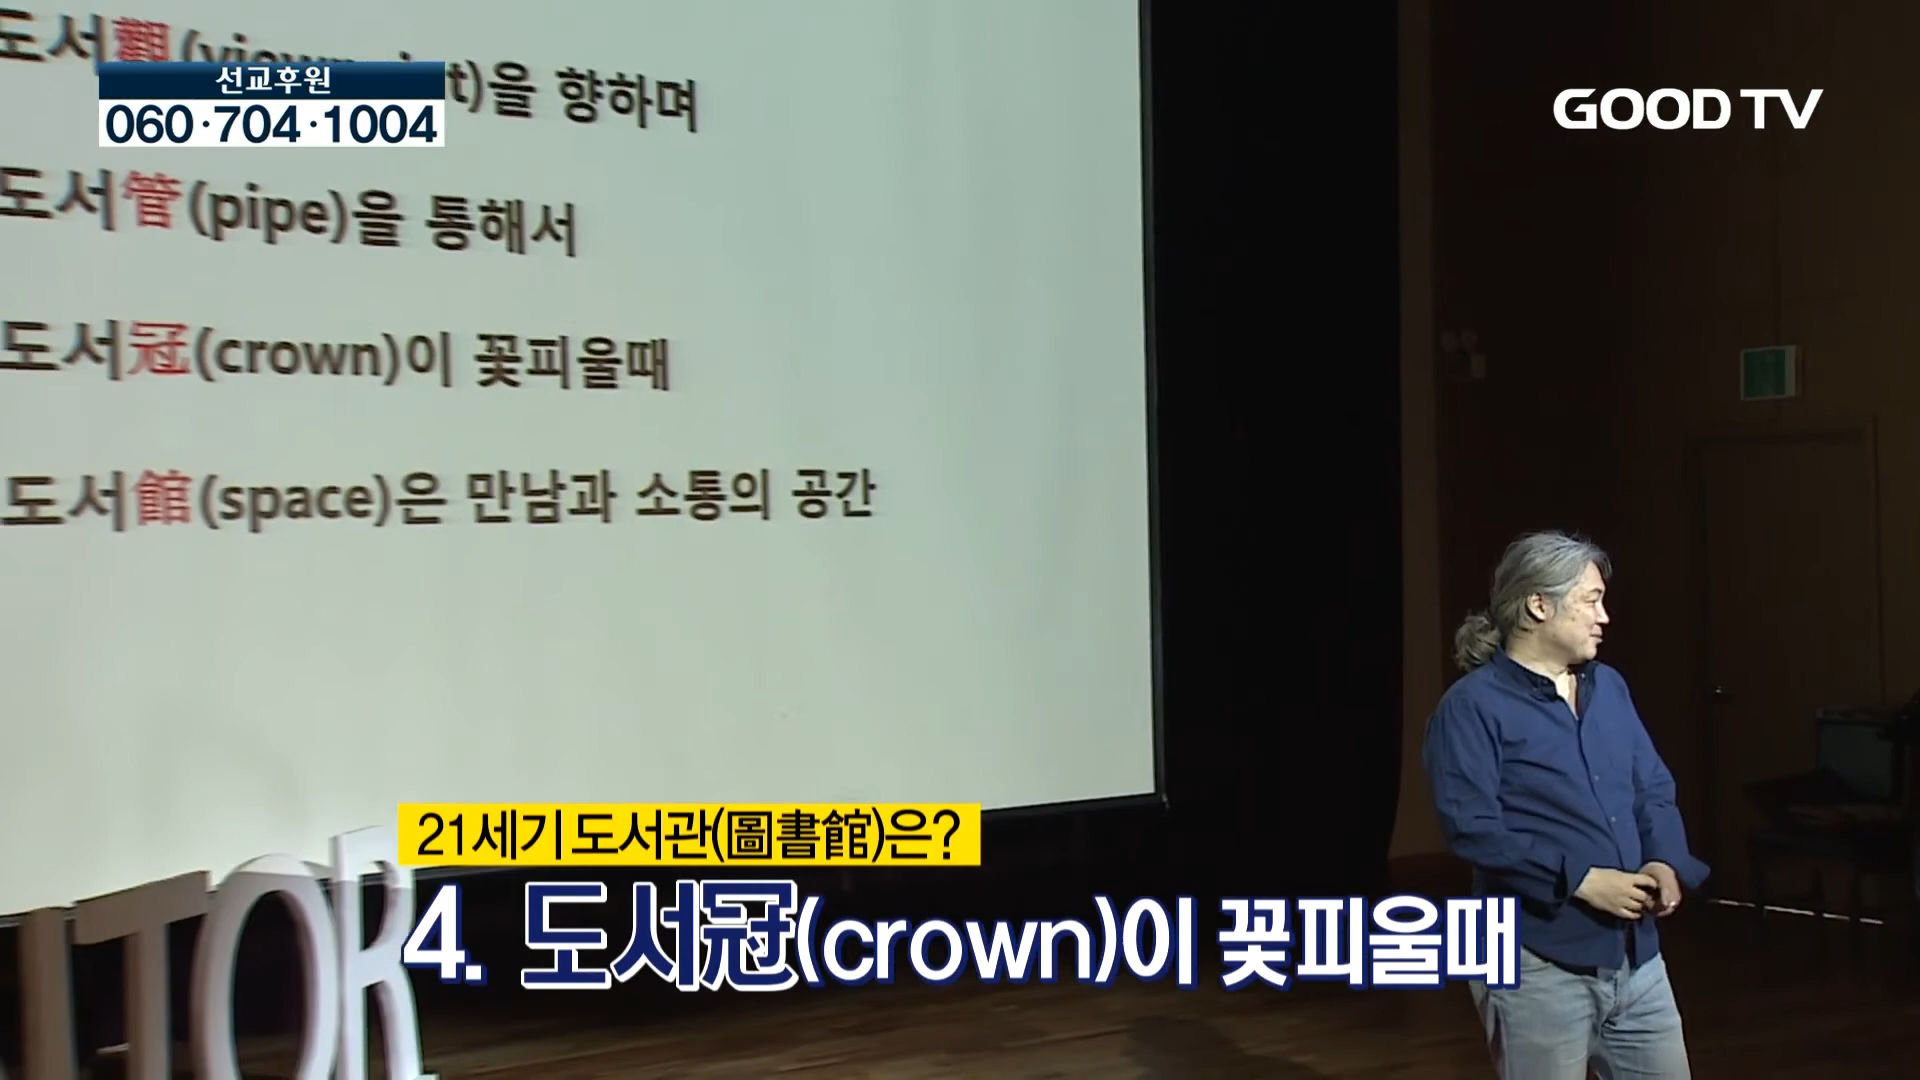 도서觀(viewpoint)을 향하며
선교후원
060·704·1004
GOOD TV
도서管(pipe)을 통해서
도서冠(crown)이 꽃피울때
도서館(space)은 만남과 소통의 공간
21세기 도서관(圖書館)은?
4. 도서冠(crown)이 꽃피울때
ITOR